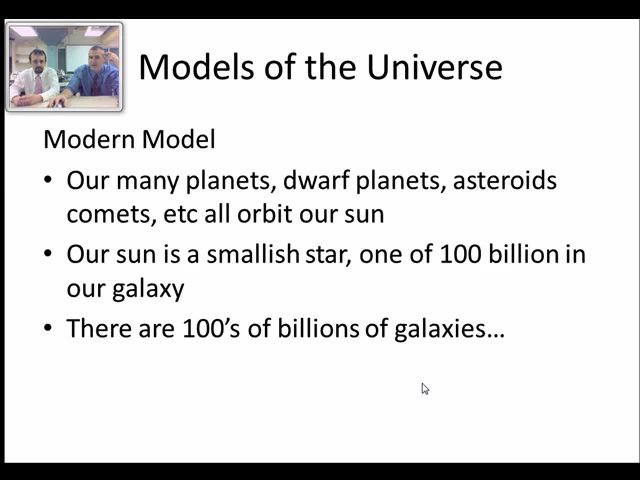 Models of the Universe
Modern Model
• Our many planets, dwarf planets, asteroids
comets, etc all orbit our sun
• Our sun is a smallish star, one of 100 billion in
our galaxy
• There are 100’s of billions of galaxies…